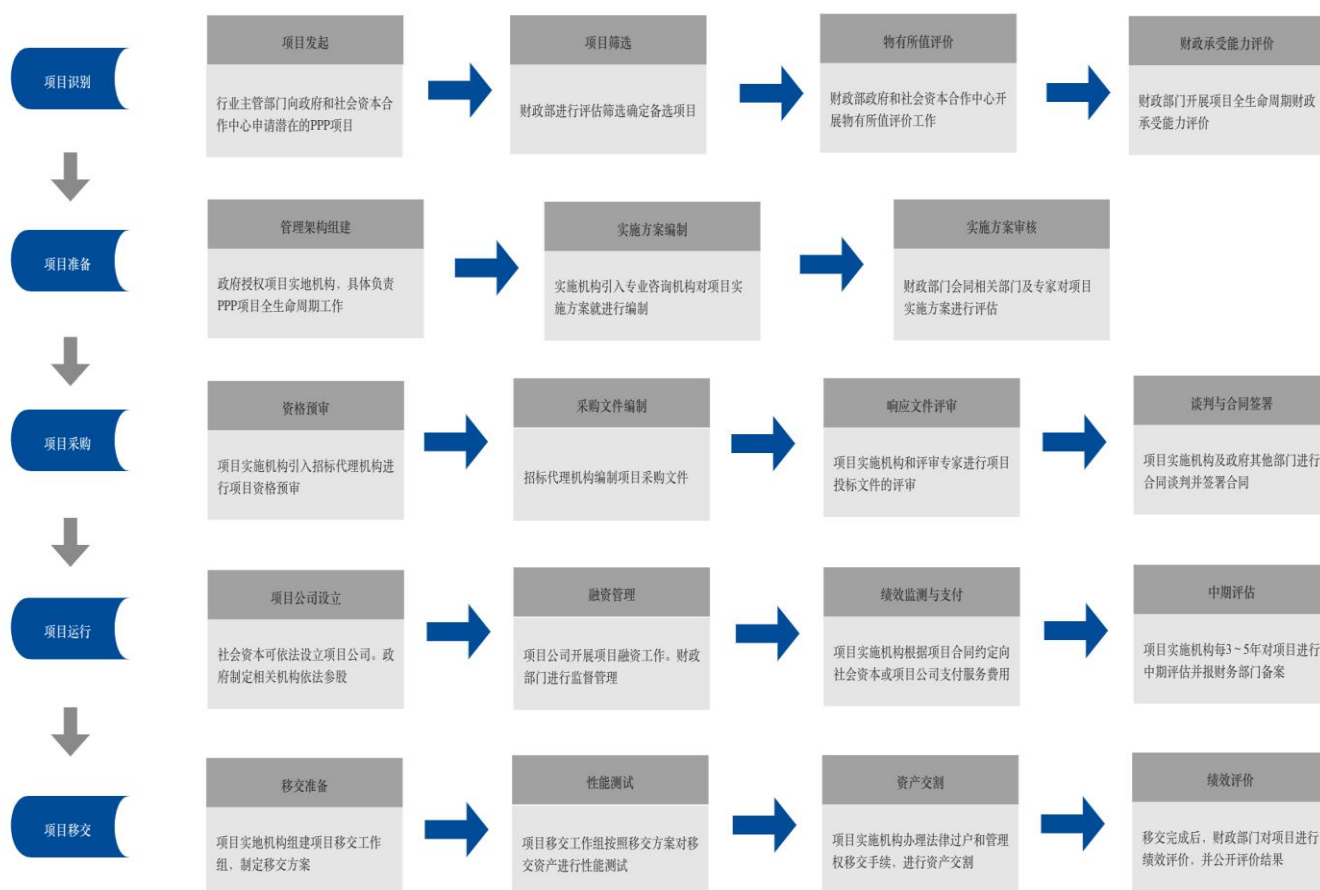 项目识别
项目发起
行业主管部门向政府和社会资本合
作中心申请潜在的PPP项目
项目筛选
财政部进行评估筛选确定备选项目
物有所值评价
财政部政府和社会资本合作中心开
展物有所值评价工作
财政承受能力评价
财政部门开展项目全生命周期财政
承受能力评价
项目准备
管理架构组建
政府授权项目实地机构，具体负责
PPP项目全生命周期工作
实施方案编制
实施机构引入专业咨询机构对项目实
施方案就进行编制
实施方案审核
财政部门会同相关部门及专家对项目
实施方案进行评估
项目采购
资格预审
项目实施机构引入招标代理机构进
行项目资格预审
采购文件编制
招标代理机构编制项目采购文件
响应文件评审
项目实施机构和评审专家进行项目
投标文件的评审
谈判与合同签署
项目实施机构及政府其他部门进行
合同谈判并签署合同
项目运行
项目公司设立
社会资本可依法设立项目公司。政
府制定相关机构依法参股
融资管理
项目公司开展项目融资工作。财政
部门进行监督管理
绩效监测与支付
项目实施机构根据项目合同约定向
社会资本或项目公司支付服务费用
中期评估
项目实施机构每3~5年对项目进行
中期评估并报财务部门备案
项目移交
移交准备
项目实地机构组建项目移交工作
组，制定移交方案
性能测试
项目移交工作组按照移交方案对移
交资产进行性能测试
资产交割
项目实施机构办理法律过户和管理
权移交手续，进行资产交割
绩效评价
移交完成后，财政部门对项目进行
绩效评价，并公开评价结果